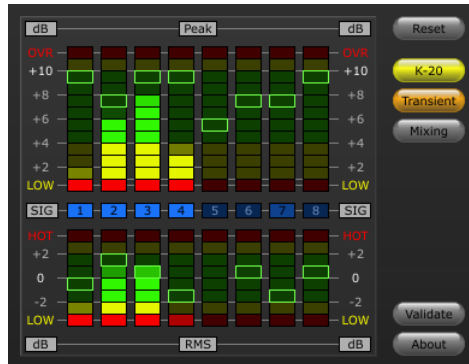 dB Peak dB Reset
OVR OVR
+10 +10 K-20
+8 +8
Transient
+6 +6
+4 +4 Mixing
+2 +2
LOW LOW
SIG 1 2 3 4 5 6 7 8 SIG
HOT HOT
+2 +2
0 0
-2 -2
LOW LOW Validate
dB RMS dB About